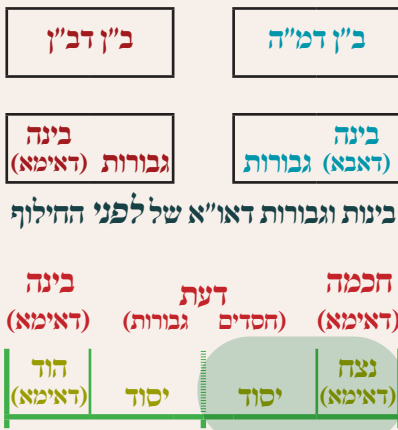 ב"ן דמ"ה ב"ן דב"ן
בינה בינה
(דאבא) גבורות גבורות (דאימא)
בינות וגבורות דאו"א של לפני החילוף
חכמה דעת בינה
(דאימא) (חסדים גבורות) (דאימא)
נצח יסוד יסוד הוד
(דאימא) (דאימא)